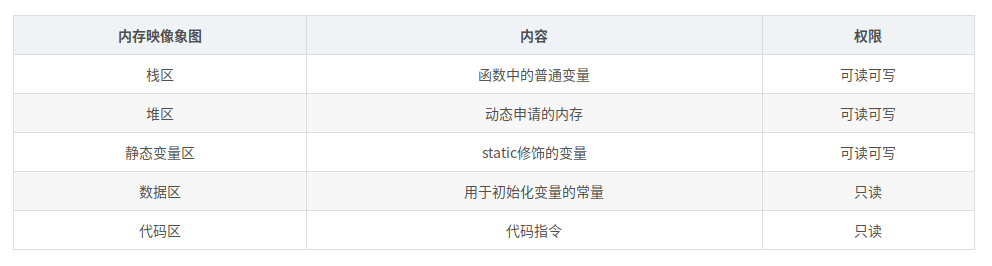 内存映像象图 内容 权限
栈区 函数中的普通变量 可读可写
堆区 动态申请的内存 可读可写
静态变量区 static修饰的变量 可读可写
数据区 用于初始化变量的常量 只读
代码区 代码指令 只读